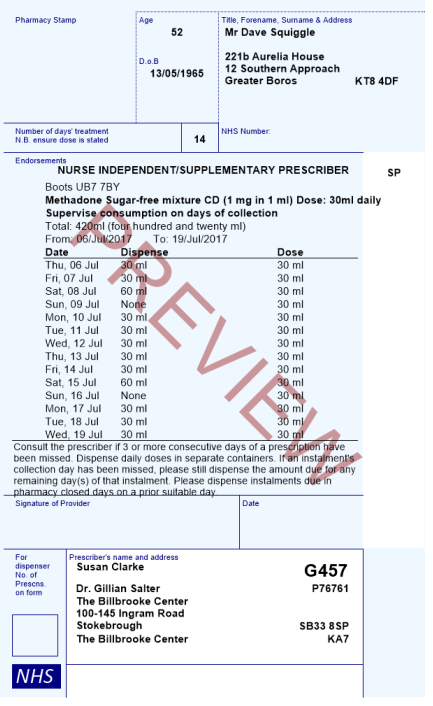 Pharmacy Stamp
Age
52
D.o.B
13/05/1965
Title, Forename, Surname & Address
Mr Dave Squiggle
221b Aurelia House
12 Southern Approach
Greater Boros KT8 4DF
Number of days' treatment
N.B. ensure dose is stated
14
NHS Number:
Endorsements
NURSE INDEPENDENT/SUPPLEMENTARY PRESCRIBER SP
Boots UB7 7BY
Methadone Sugar-free mixture CD (1 mg in 1 ml) Dose: 30ml daily
Supervise consumption on days of collection
Total: 420ml (four hundred and twenty ml)
From: 06/Jul/2017 To: 19/Jul/2017
Date Dispense Dose
Thu, 06 Jul 30 ml 30 ml
Fri, 07 Jul 30 ml 30 ml
Sat, 08 Jul 60 ml 30 ml
Sun, 09 Jul None 30 ml
Mon, 10 Jul 30 ml 30 ml
Tue, 11 Jul 30 ml 30 ml
Wed, 12 Jul 30 ml 30 ml
Thu, 13 Jul 30 ml 30 ml
Fri, 14 Jul 30 ml 30 ml
Sat, 15 Jul 60 ml 30 ml
Sun, 16 Jul None 30 ml
Mon, 17 Jul 30 ml 30 ml
Tue, 18 Jul 30 ml 30 ml
Wed, 19 Jul 30 ml 30 ml
PREVIEW
Consult the prescriber if 3 or more consecutive days of a prescription have
been missed. Dispense daily doses in separate containers. If an instalment's
collection day has been missed, please still dispense the amount due for any
remaining day(s) of that instalment. Please dispense instalments due on
pharmacy closed days on a prior suitable day.
Signature of Provider
Date
For
dispenser
No. of
Prescns.
on form
Prescriber's name and address
Susan Clarke
G457
Dr. Gillian Salter P76761
The Billbrooke Center
100-145 Ingram Road
Stokebrough SB33 8SP
The Billbrooke Center KA7
NHS